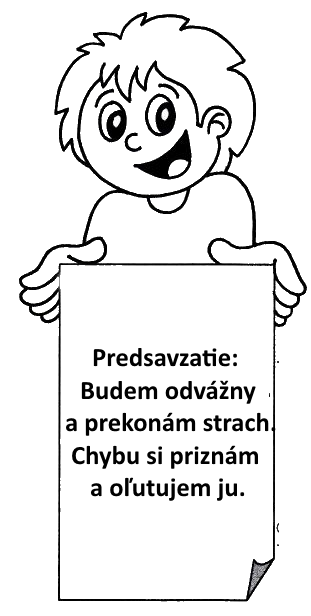 Predsavzatie:
Budem odvážny
a prekonám strach.
Chybu si priznám
a oľutujem ju.